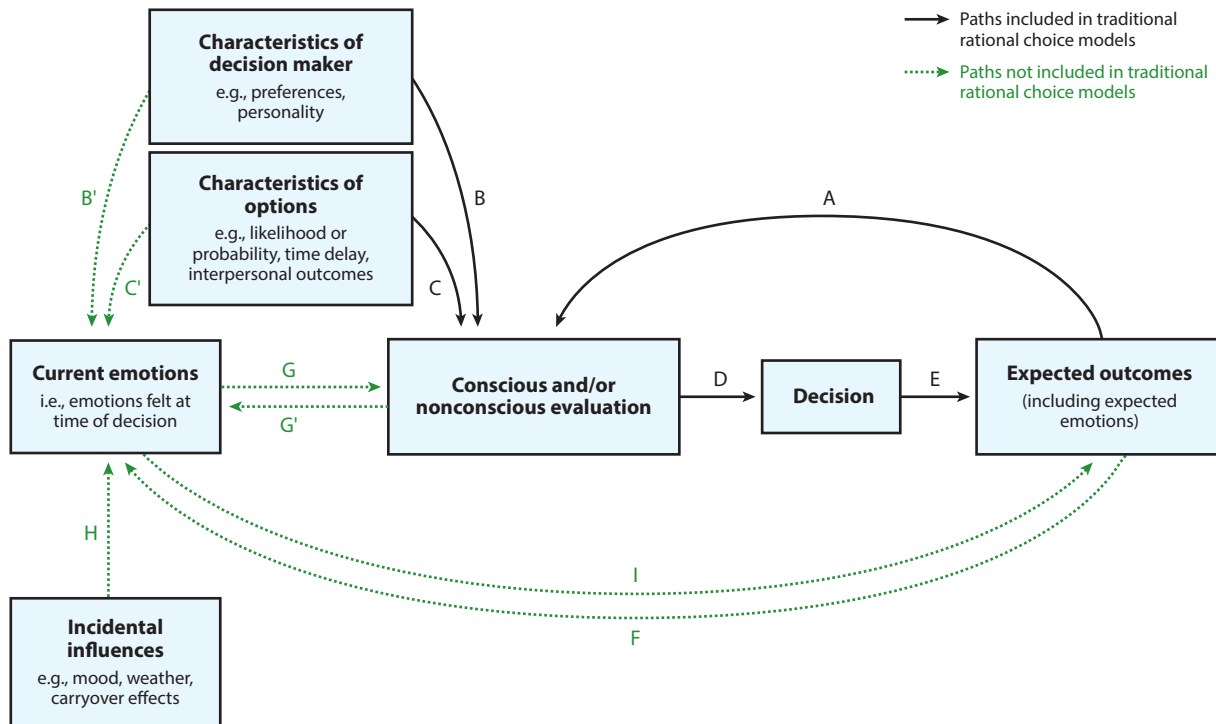 Characteristics of
decision maker
e.g., preferences,
personality
Paths included in traditional
rational choice models
Paths not included in traditional
rational choice models
Characteristics of
options
e.g., likelihood or
probability, time delay,
interpersonal outcomes
B'
B
A
C'
C
Current emotions
i.e., emotions felt at
time of decision
G
G'
Conscious and/or
nonconscious evaluation
D
Decision
E
Expected outcomes
(including expected
emotions)
H
I
F
Incidental
influences
e.g., mood, weather,
carryover effects